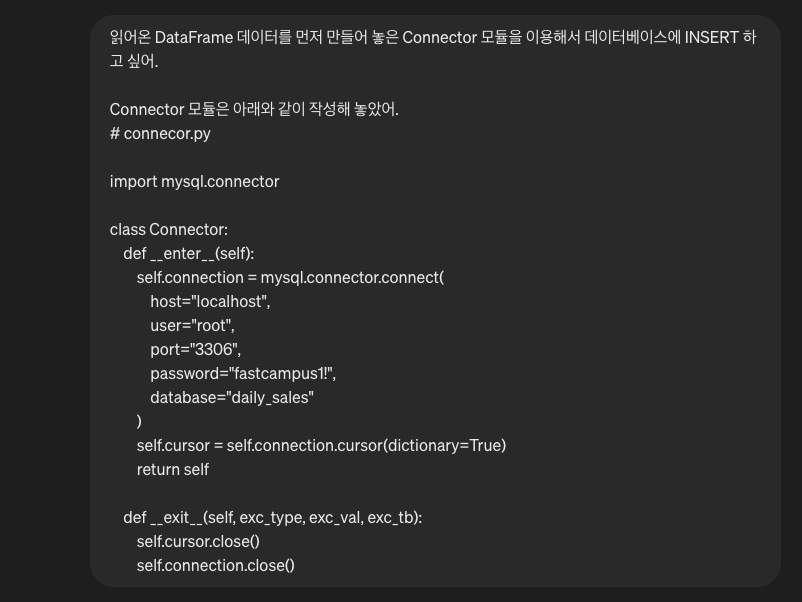 읽어온 DataFrame 데이터를 먼저 만들어 놓은 Connector 모듈을 이용해서 데이터베이스에 INSERT 하
고 싶어.
Connector 모듈은 아래와 같이 작성해 놓았어.
# connecor.py
import mysql.connector
class Connector:
def __enter__(self):
self.connection = mysql.connector.connect(
host="localhost",
user="root",
port="3306",
password="fastcampus1!",
database="daily_sales"
)
self.cursor = self.connection.cursor(dictionary=True)
return self
def __exit__(self, exc_type, exc_val, exc_tb):
self.cursor.close()
self.connection.close()